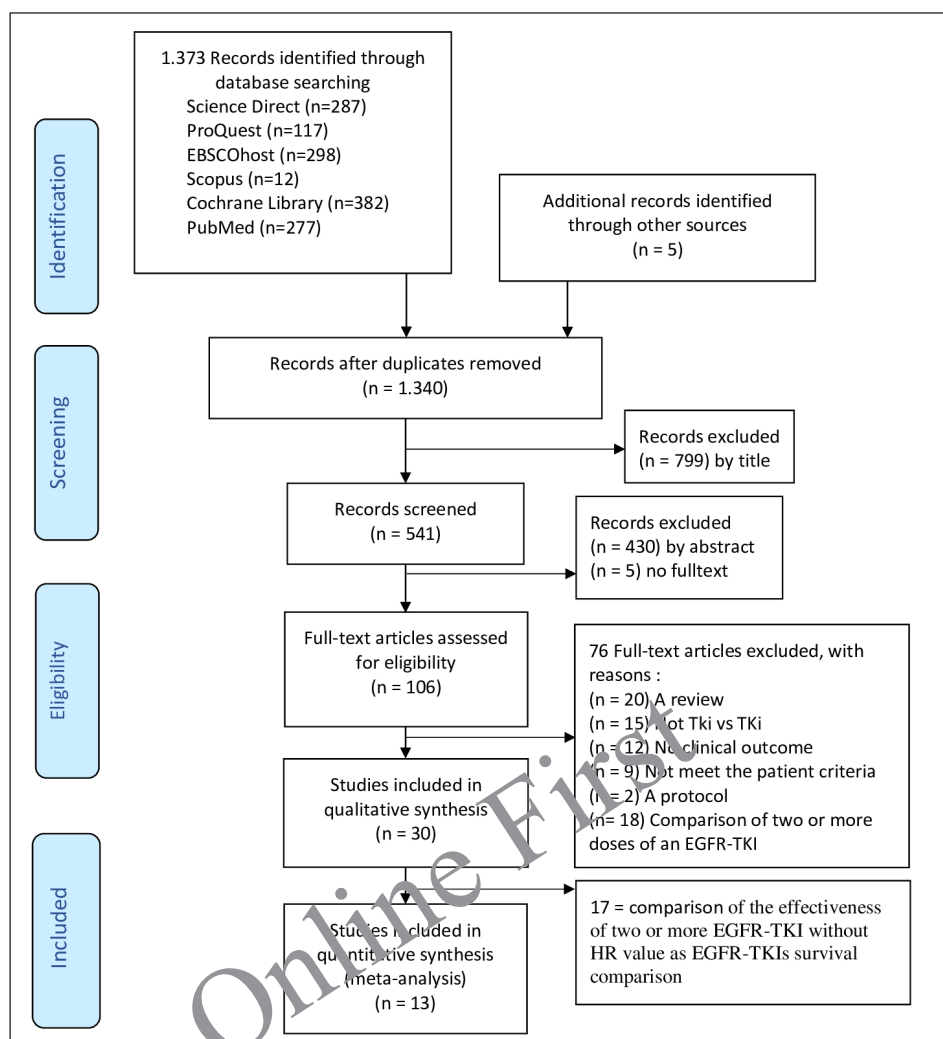 1.373 Records identified through
database searching
Science Direct (n=287)
ProQuest (n=117)
EBSCOhost (n=298)
Scopus (n=12)
Cochrane Library (n=382)
PubMed (n=277)
Identification
Additional records identified
through other sources
(n = 5)
Records after duplicates removed
(n = 1.340)
Screening
Records excluded
(n = 799) by title
Records screened
(n = 541)
Records excluded
(n = 430) by abstract
(n = 5) no fulltext
Eligibility
Full-text articles assessed
for eligibility
(n = 106)
76 Full-text articles excluded, with
reasons :
(n = 20) A review
(n = 15) Not Tki vs TKi
(n = 12) No clinical outcome
(n = 9) Not meet the patient criteria
(n = 2) A protocol
(n= 18) Comparison of two or more
doses of an EGFR-TKI
Studies included in
qualitative synthesis
(n = 30)
Included
17 = comparison of the effectiveness
of two or more EGFR-TKI without
HR value as EGFR-TKIs survival
comparison
Studies included in
quantitative synthesis
(meta-analysis)
(n = 13)
Online First